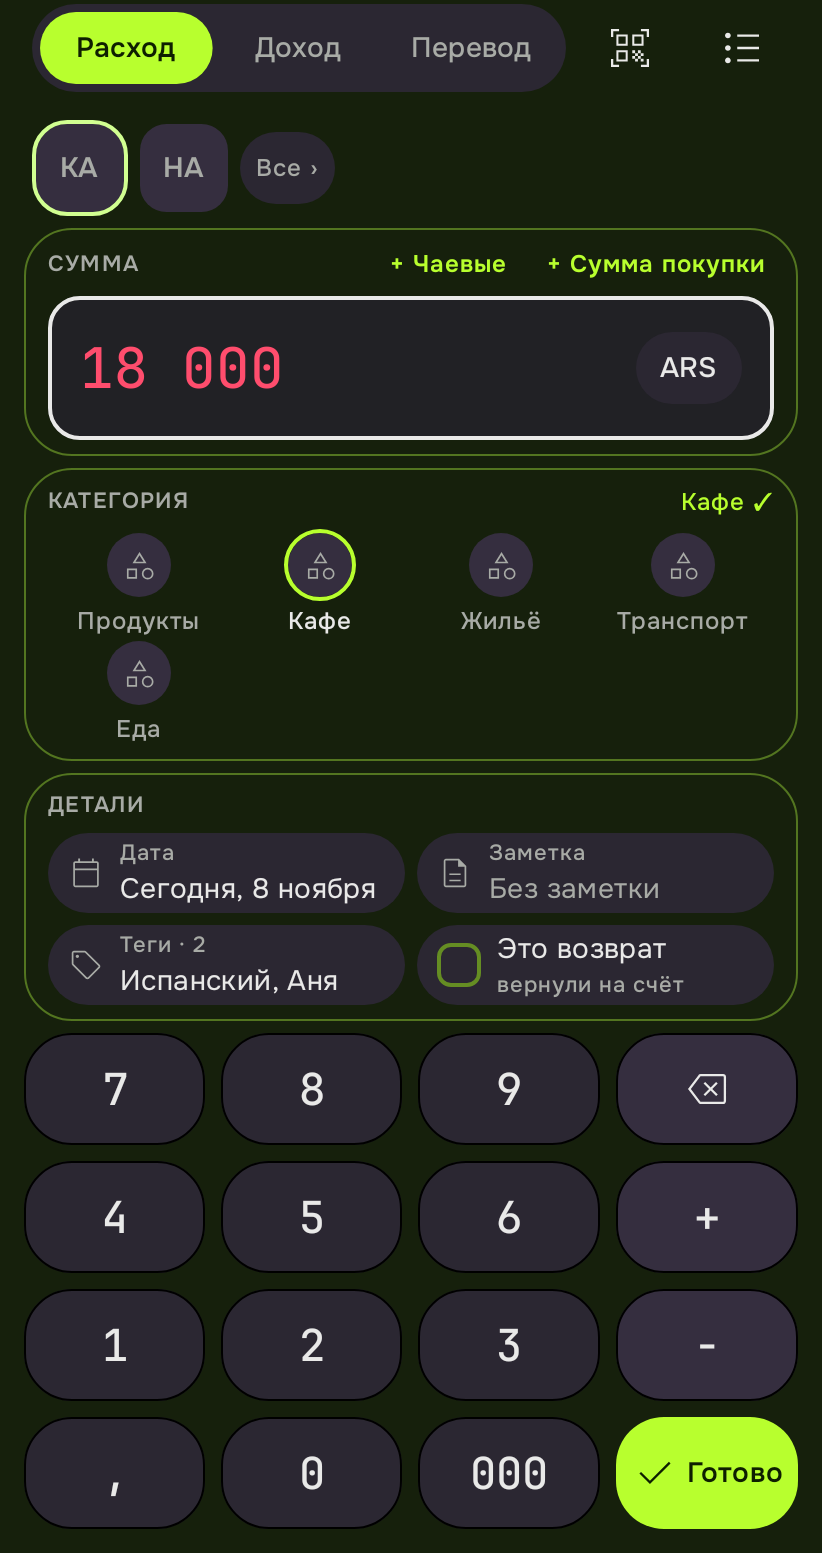 Расход Доход Перевод
КА НА Все ›
СУММА + Чаевые + Сумма покупки
18 000 ARS
КАТЕГОРИЯ Кафе ✓
Продукты Кафе Жильё Транспорт
Еда
ДЕТАЛИ
Дата
Сегодня, 8 ноября
Заметка
Без заметки
Теги · 2
Испанский, Аня
Это возврат
вернули на счёт
7 8 9
4 5 6 +
1 2 3 -
, 0 000 Готово